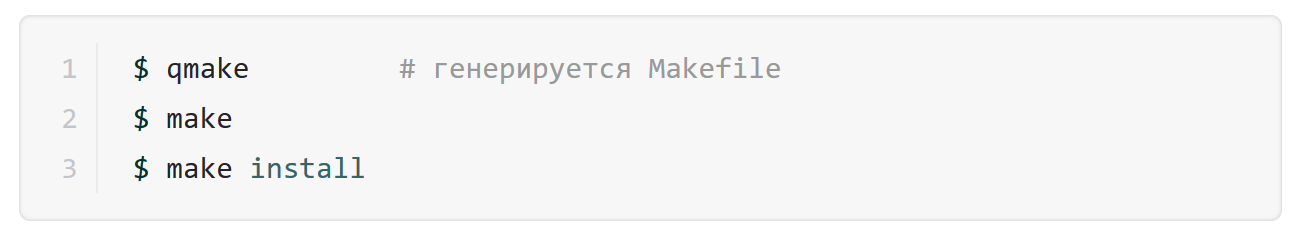 1 $ qmake # генерируется Makefile
2 $ make
3 $ make install